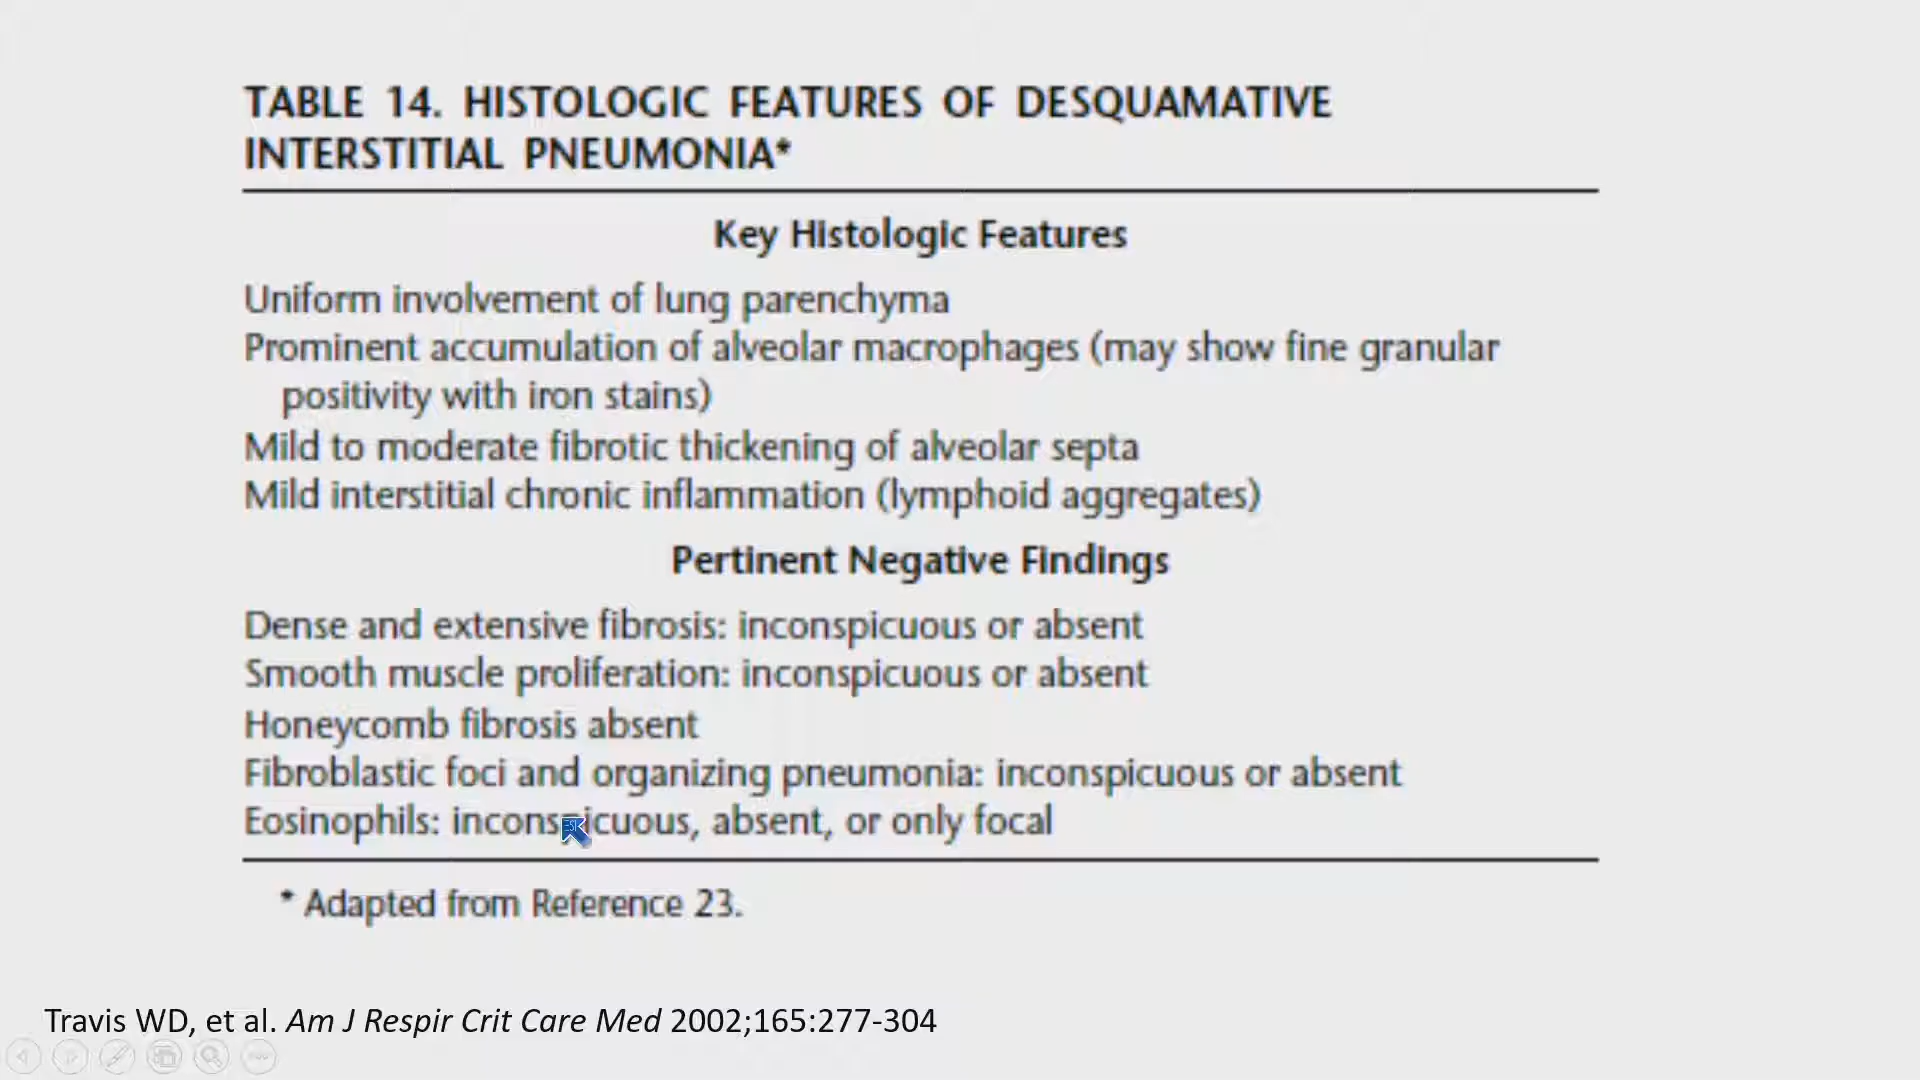 TABLE 14. HISTOLOGIC FEATURES OF DESQUAMATIVE
INTERSTITIAL PNEUMONIA*
Key Histologic Features
Uniform involvement of lung parenchyma
Prominent accumulation of alveolar macrophages (may show fine granular
positivity with iron stains)
Mild to moderate fibrotic thickening of alveolar septa
Mild interstitial chronic inflammation (lymphoid aggregates)
Pertinent Negative Findings
Dense and extensive fibrosis: inconspicuous or absent
Smooth muscle proliferation: inconspicuous or absent
Honeycomb fibrosis absent
Fibroblastic foci and organizing pneumonia: inconspicuous or absent
Eosinophils: inconspicuous, absent, or only focal
* Adapted from Reference 23.
Travis WD, et al. Am J Respir Crit Care Med 2002;165:277-304